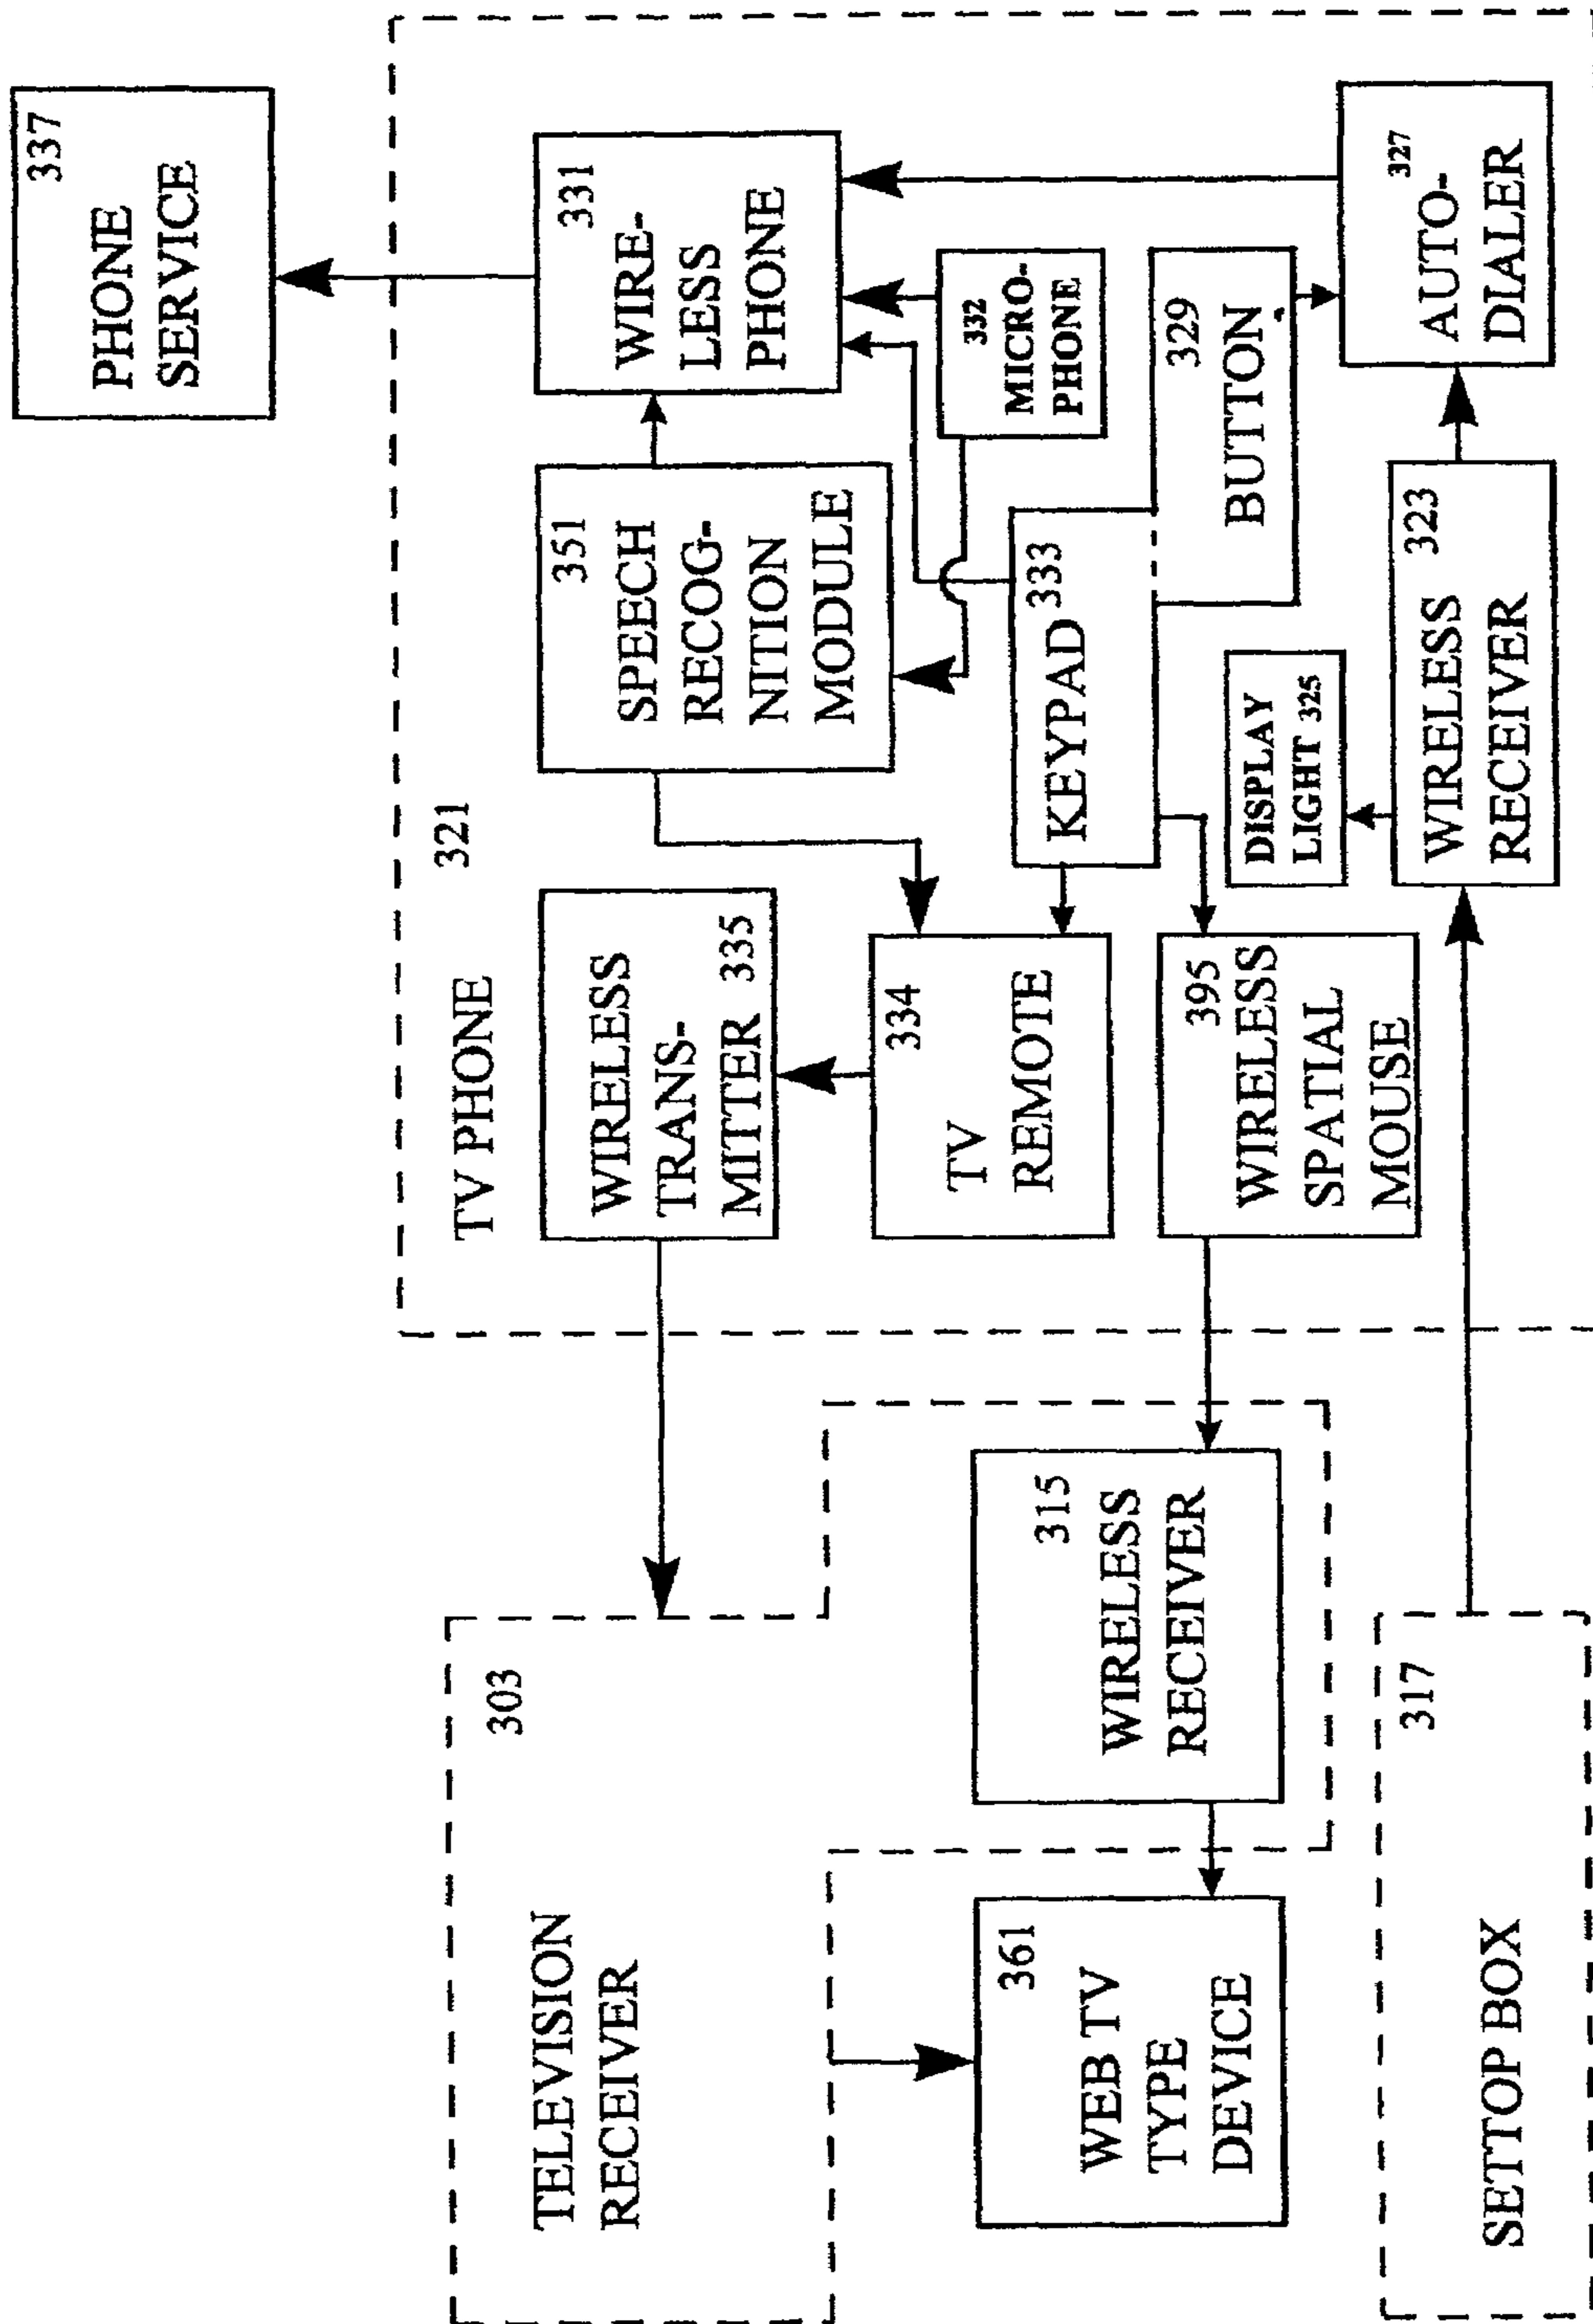 337
PHONE
SERVICE
TV PHONE
321
WIRELESS
TRANS-
MITTER 335
351
SPEECH
RECOG-
NITION
MODULE
331
WIRE-
LESS
PHONE
334
TV
REMOTE
KEYPAD 333
332
MICRO-
PHONE
329
BUTTON
395
WIRELESS
SPATIAL
MOUSE
DISPLAY
LIGHT 325
323
WIRELESS
RECEIVER
327
AUTO-
DIALER
303
TELEVISION
RECEIVER
315
WIRELESS
RECEIVER
361
WEB TV
TYPE
DEVICE
317
SETTOP BOX